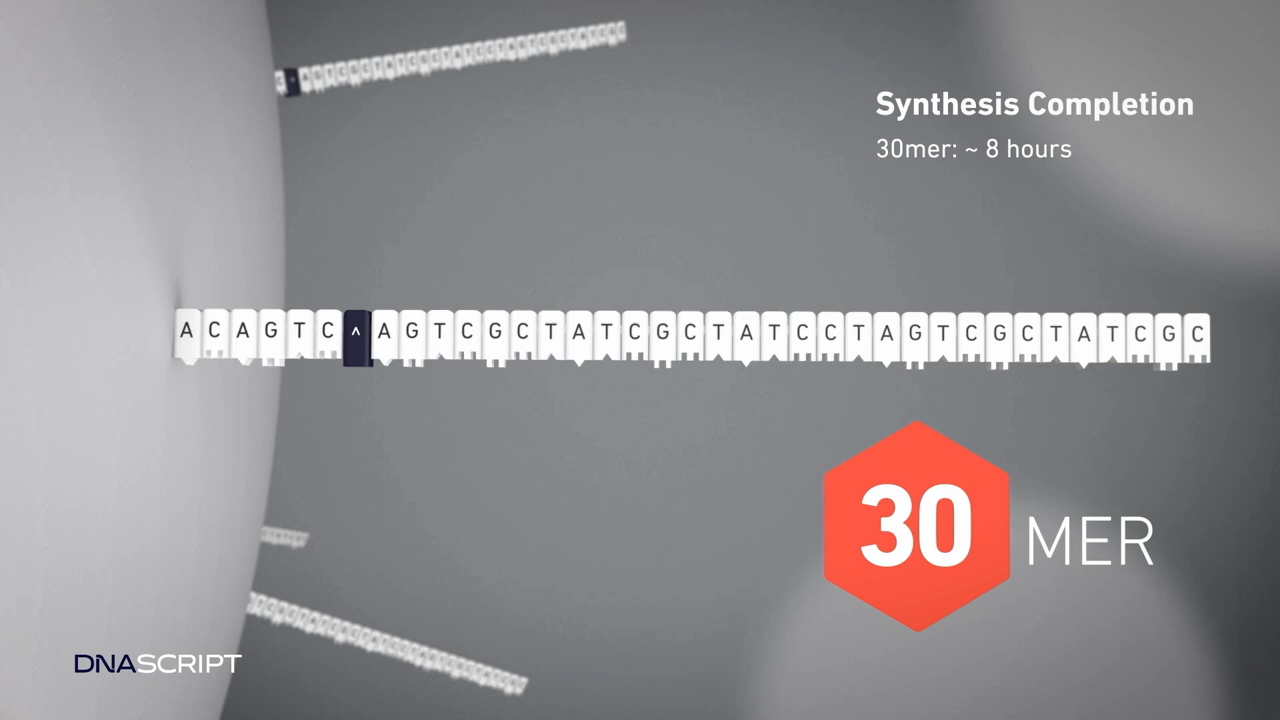 Synthesis Completion
30mer: ~ 8 hours
A C A G T C ^ A G T C G C T A T C G C T A T C C T A G T C G C T A T C G C
30 MER
DNASCRIPT